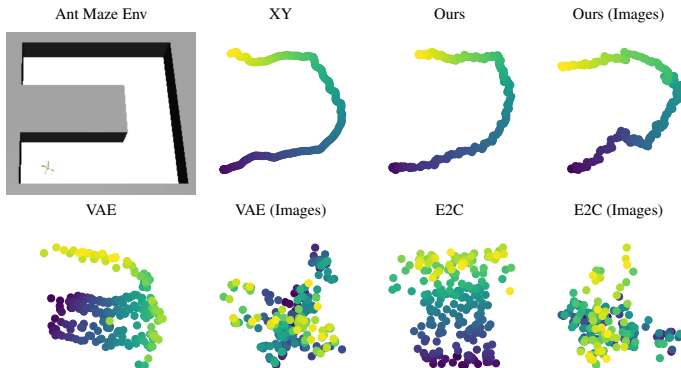 Ant Maze Env
XY
Ours
Ours (Images)
VAE
VAE (Images)
E2C
E2C (Images)